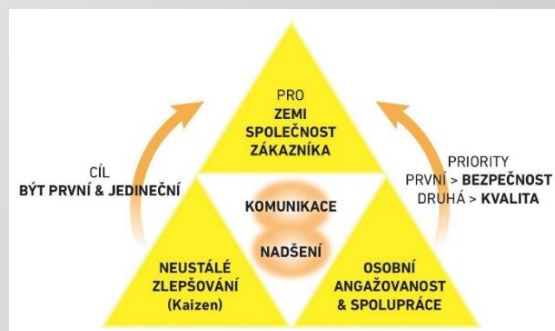 PRO
ZEMI
SPOLEČNOST
ZÁKAZNÍKA
CÍL
BÝT PRVNÍ & JEDINEČNÍ
PRIORITY
PRVNÍ > BEZPEČNOST
DRUHÁ > KVALITA
KOMUNIKACE
NADŠENÍ
NEUSTÁLÉ
ZLEPŠOVÁNÍ
(Kaizen)
OSOBNÍ
ANGAŽOVANOST
& SPOLUPRÁCE